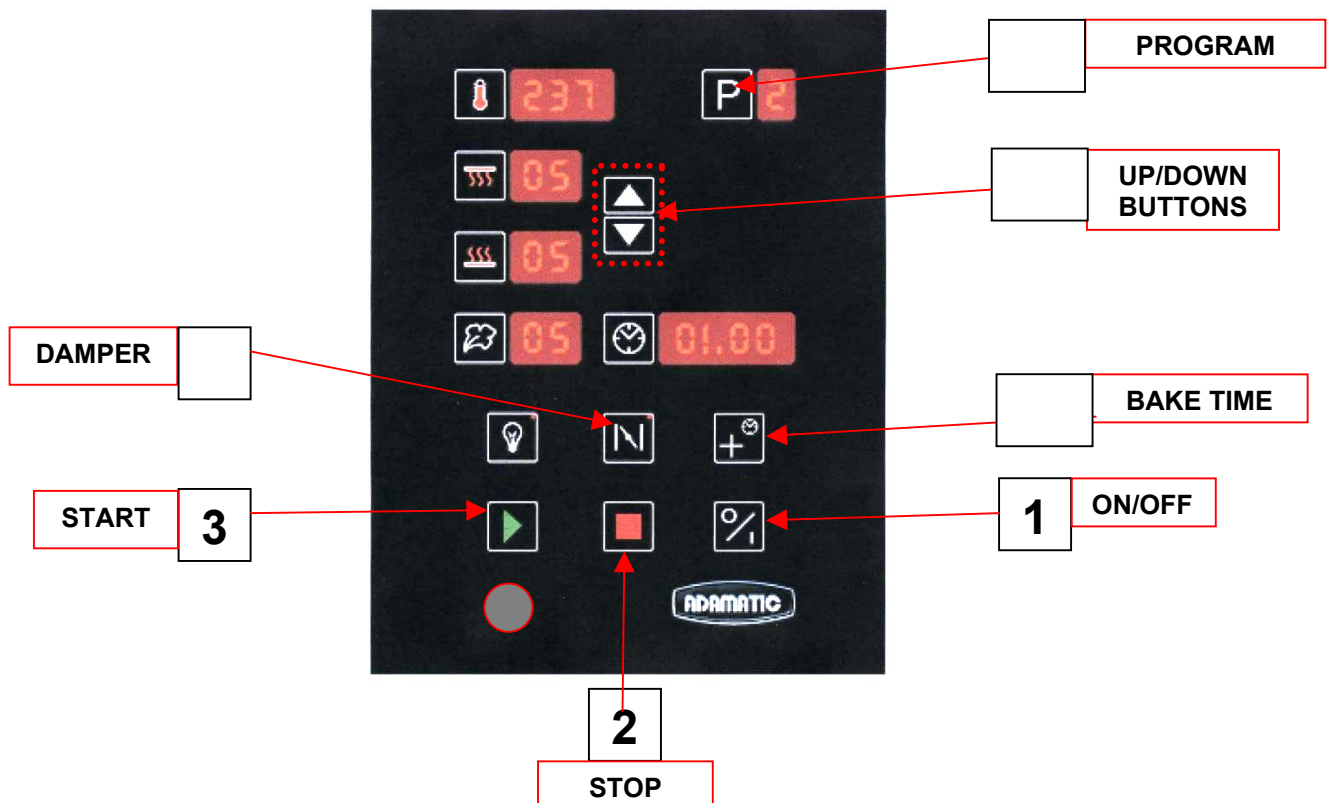 PROGRAM
237
P 2
05
UP/DOWN
BUTTONS
05
05
01.00
DAMPER
BAKE TIME
START 3
1 ON/OFF
ADAMATIC
2
STOP